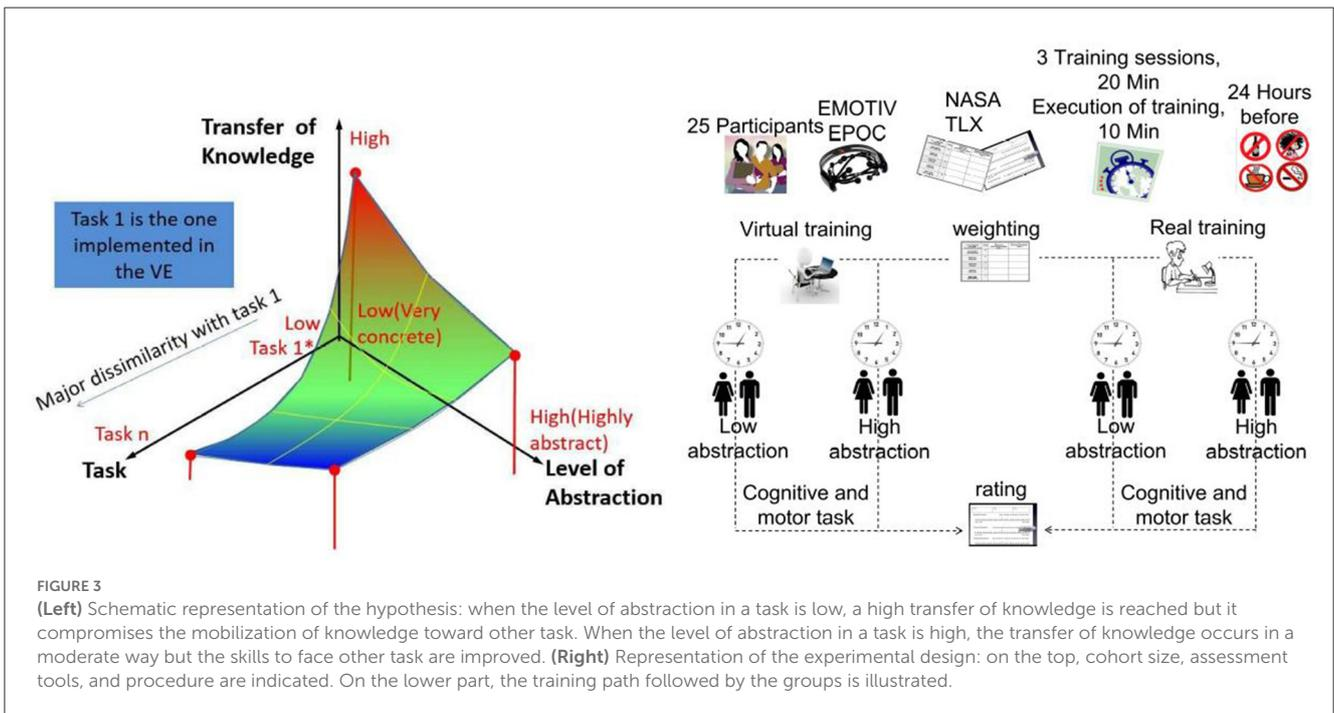 Transfer of
Knowledge
High
Task 1 is the one
implemented in
the VE
Major dissimilarity with task 1
Low
Task 1*
Low(Very
concrete)
Task n
Task
High(Highly
abstract)
Level of
Abstraction
25 Participants
EMOTIV
EPOC
NASA
TLX
3 Training sessions,
20 Min
Execution of training,
10 Min
24 Hours
before
Virtual training
weighting
Real training
Low
abstraction
High
abstraction
Low
abstraction
High
abstraction
Cognitive and
motor task
rating
Cognitive and
motor task
FIGURE 3
(Left) Schematic representation of the hypothesis: when the level of abstraction in a task is low, a high transfer of knowledge is reached but it
compromises the mobilization of knowledge toward other task. When the level of abstraction in a task is high, the transfer of knowledge occurs in a
moderate way but the skills to face other task are improved. (Right) Representation of the experimental design: on the top, cohort size, assessment
tools, and procedure are indicated. On the lower part, the training path followed by the groups is illustrated.